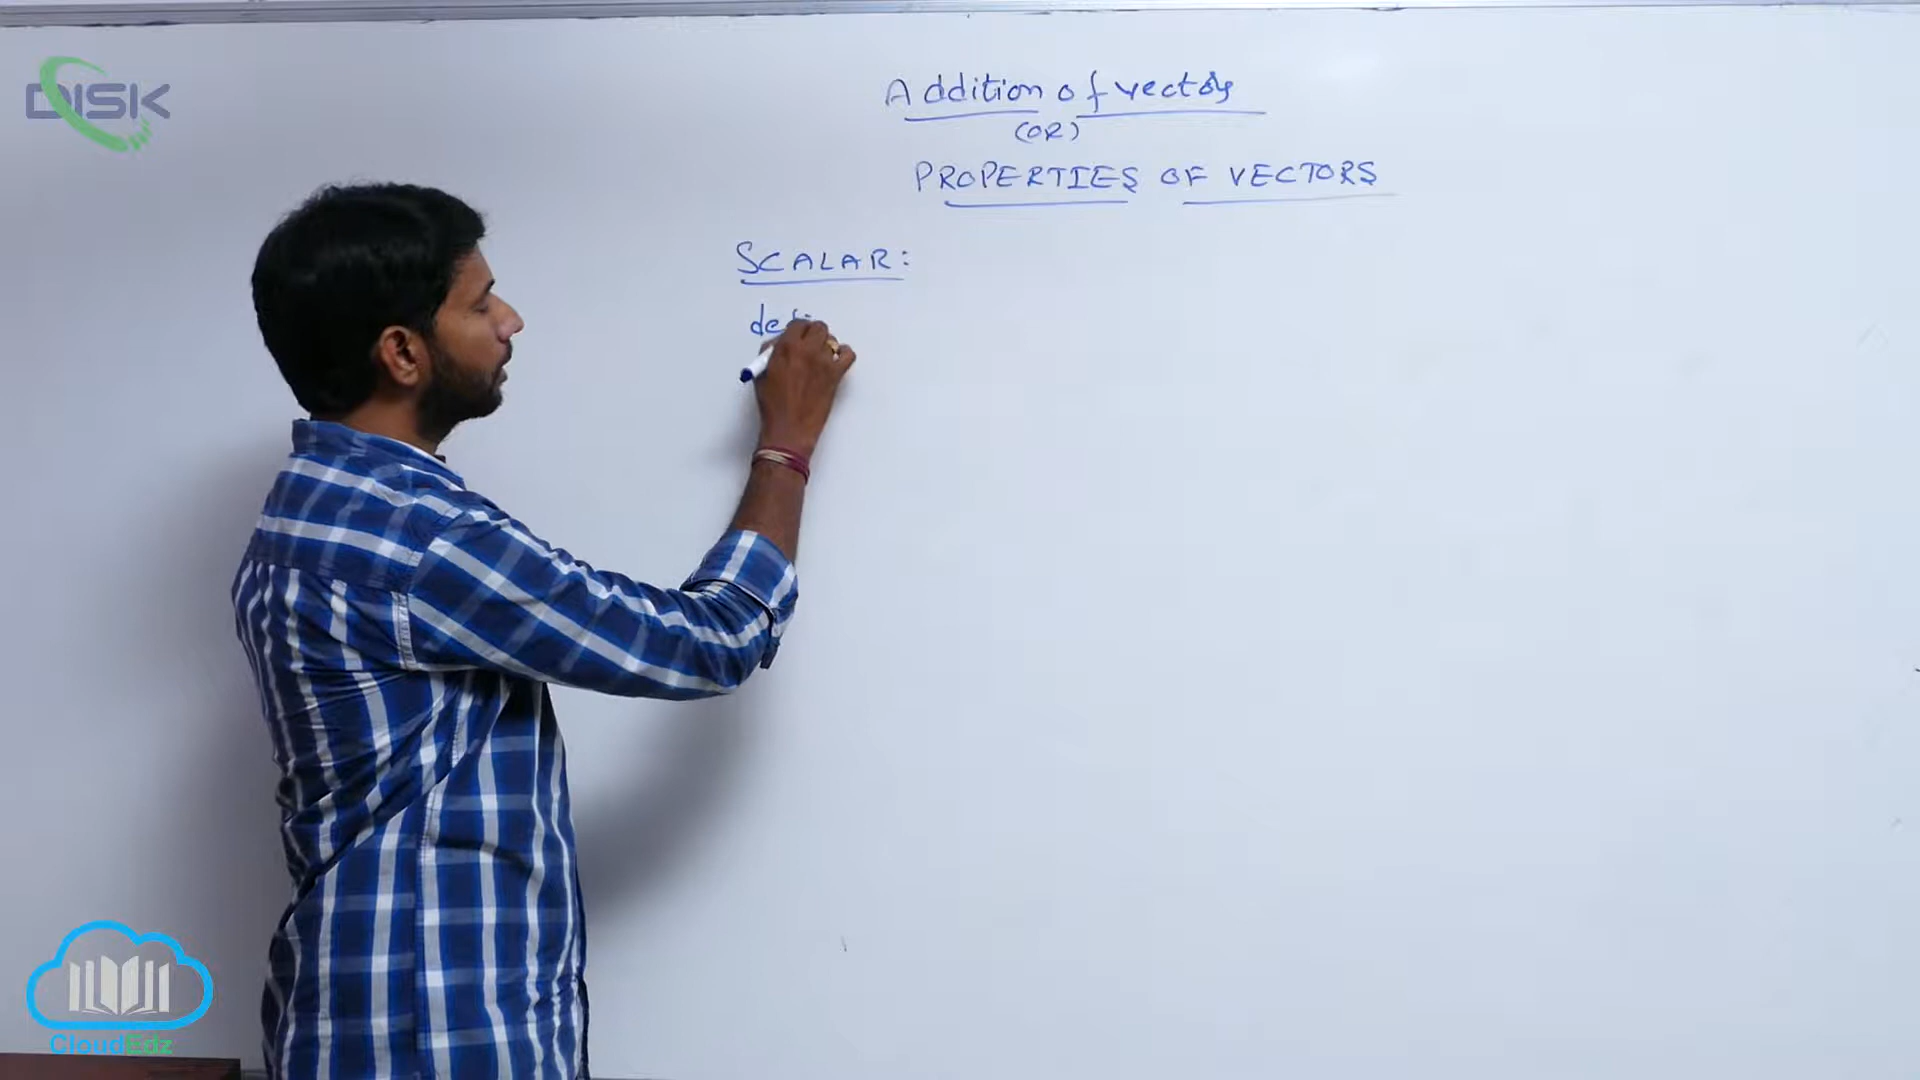 DISK
Addition of vectors
(OR)
PROPERTIES OF VECTORS
SCALAR:
CloudEdz